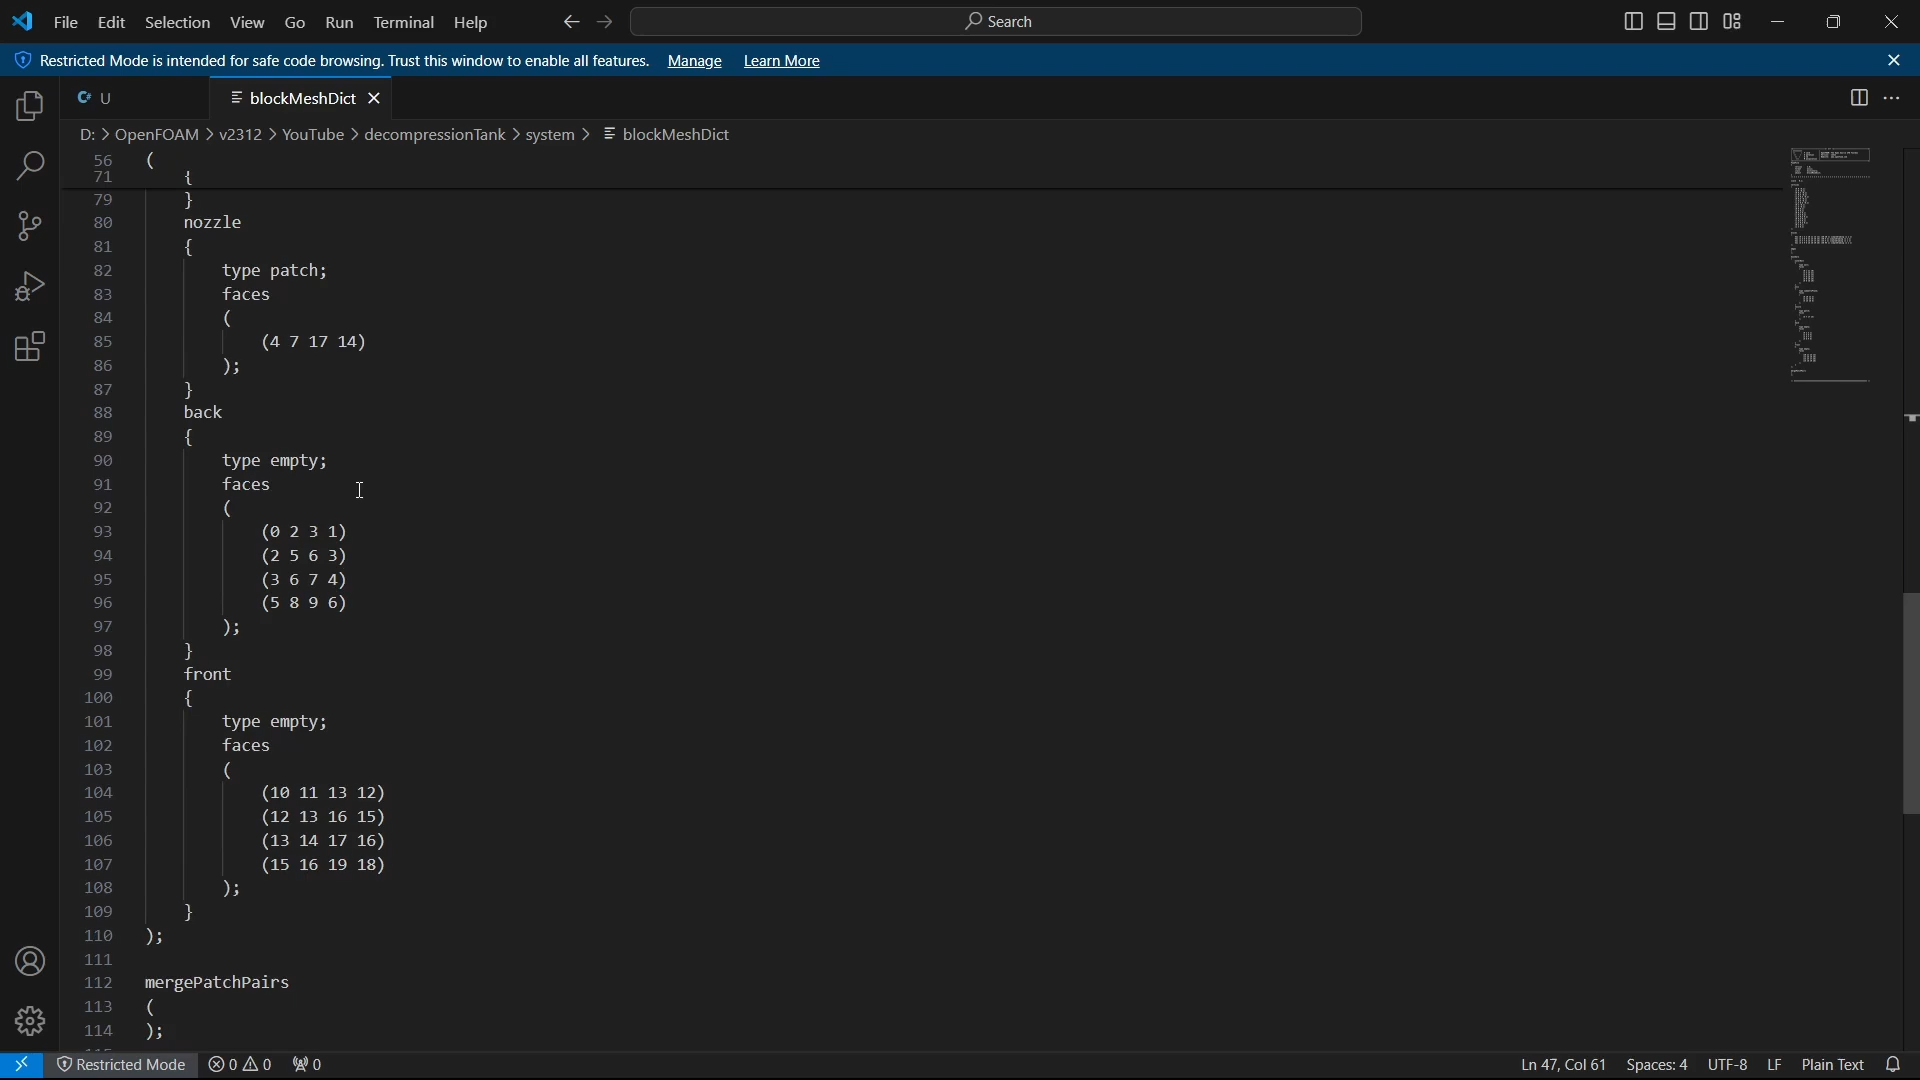 File Edit Selection View Go Run Terminal Help Search
Restricted Mode is intended for safe code browsing. Trust this window to enable all features. Manage Learn More
C# U blockMeshDict
D: > OpenFOAM > v2312 > YouTube > decompressionTank > system > blockMeshDict
56 (
71 {
79 }
80 nozzle
81 {
82 type patch;
83 faces
84 (
85 (4 7 17 14)
86 );
87 }
88 back
89 {
90 type empty;
91 faces
92 (
93 (0 2 3 1)
94 (2 5 6 3)
95 (3 6 7 4)
96 (5 8 9 6)
97 );
98 }
99 front
100 {
101 type empty;
102 faces
103 (
104 (10 11 13 12)
105 (12 13 16 15)
106 (13 14 17 16)
107 (15 16 19 18)
108 );
109 }
110 );
111
112 mergePatchPairs
113 (
114 );
Restricted Mode 0 0 0 Ln 47, Col 61 Spaces: 4 UTF-8 LF Plain Text